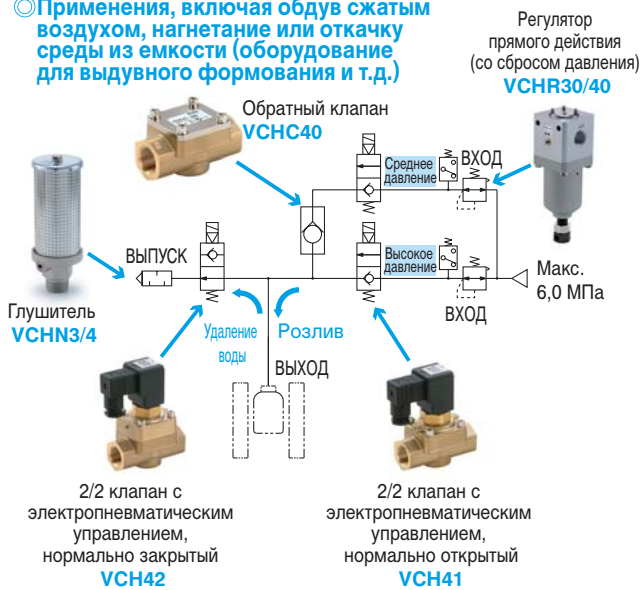 ◎Применения, включая обдув сжатым
воздухом, нагнетание или откачку
среды из емкости (оборудование
для выдувного формования и т.д.)
Регулятор
прямого действия
(со сбросом давления)
VCHR30/40
Обратный клапан
VCHC40
Среднее
давление
ВХОД
ВЫПУСК
Высокое
давление
Макс.
6,0 МПа
ВХОД
Глушитель
VCHN3/4
Удаление
воды
Розлив
ВЫХОД
2/2 клапан с
электропневматическим
управлением,
нормально закрытый
VCH42
2/2 клапан с
электропневматическим
управлением,
нормально открытый
VCH41